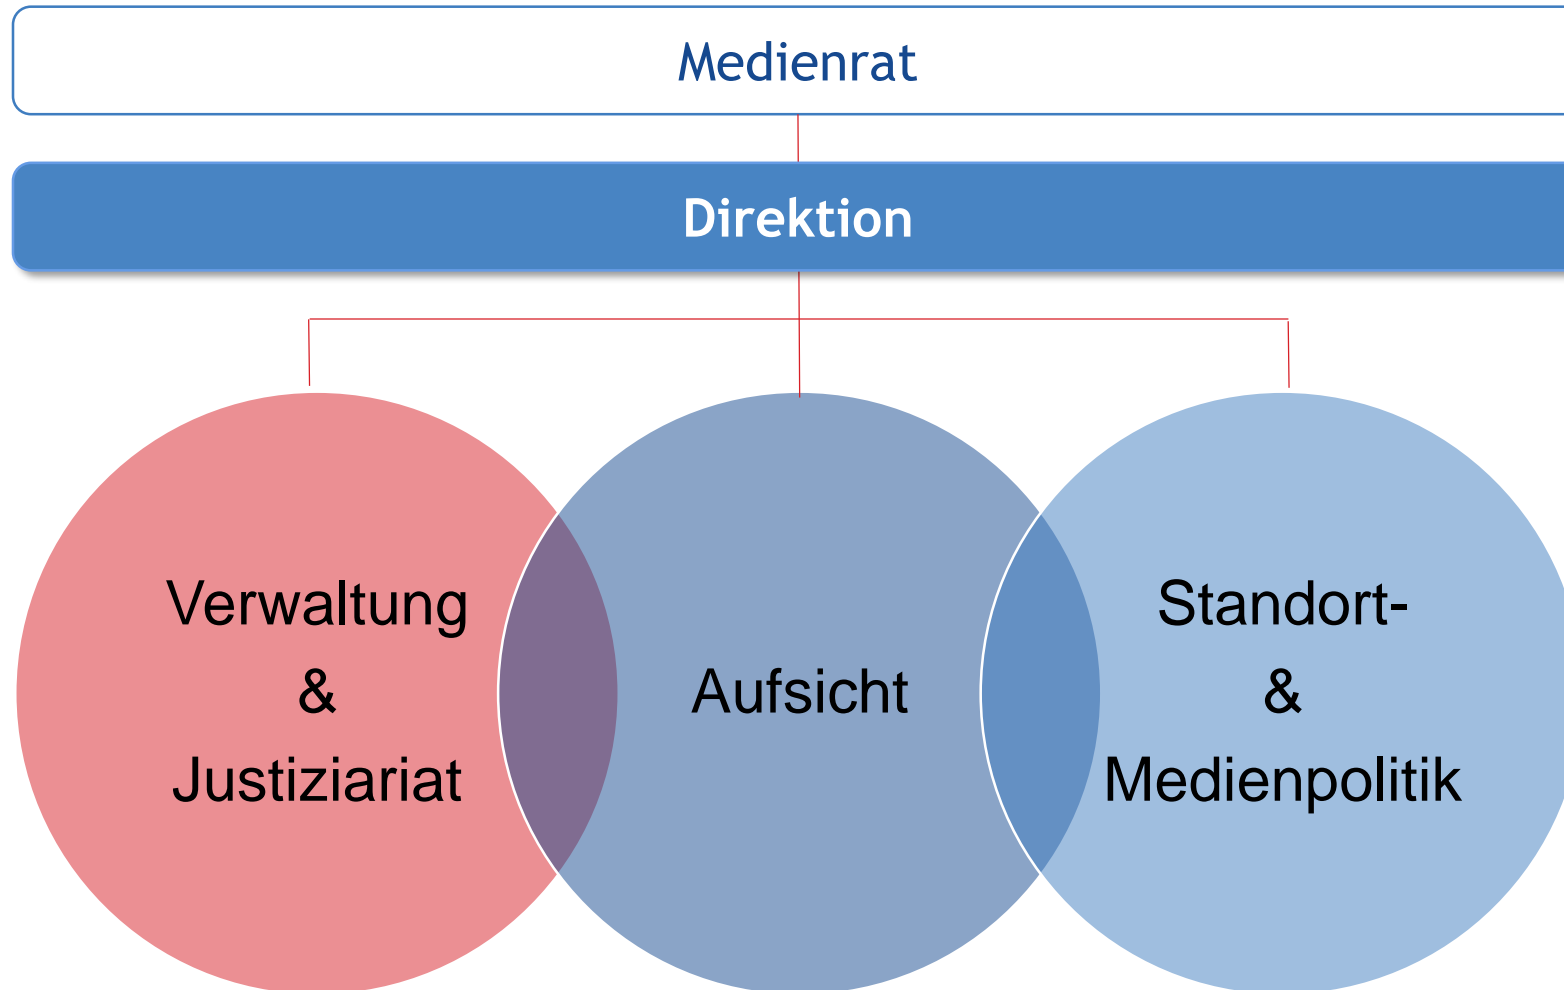 Medienrat
Direktion
Verwaltung
&
Justiziariat
Aufsicht
Standort-
&
Medienpolitik